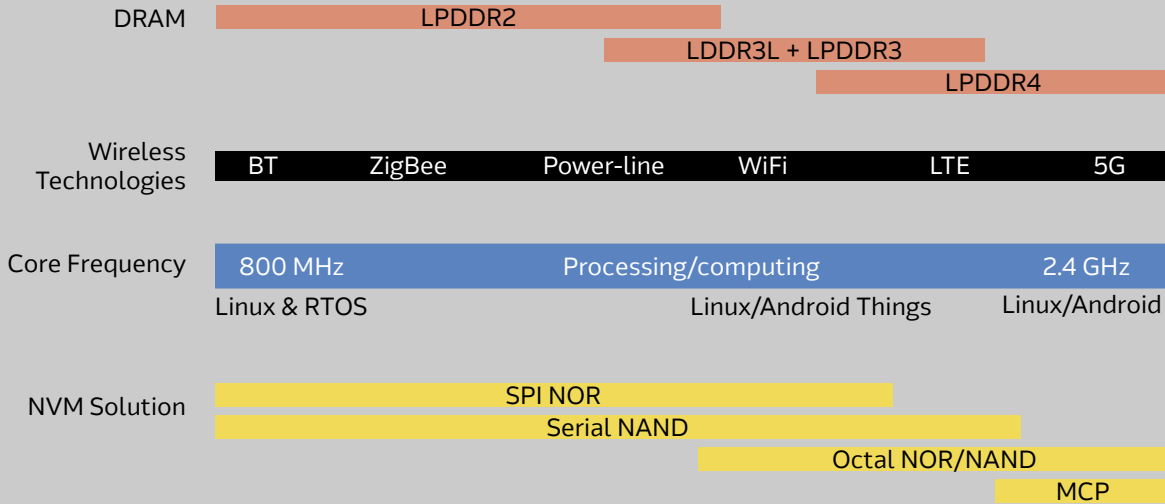 DRAM
LPDDR2
LDDR3L + LPDDR3
LPDDR4
Wireless
Technologies
BT ZigBee Power-line WiFi LTE 5G
Core Frequency
800 MHz Processing/computing 2.4 GHz
Linux & RTOS Linux/Android Things Linux/Android
NVM Solution
SPI NOR
Serial NAND
Octal NOR/NAND
MCP